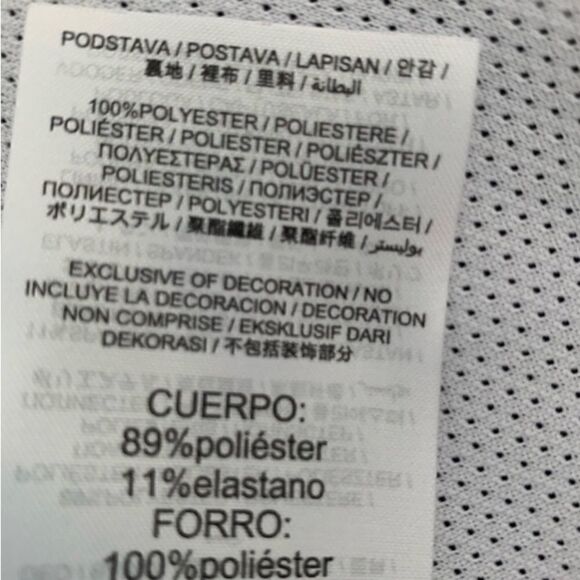 PODSTAVA / POSTAVA / LAPISAN / 안감 /
裏地 / 裡布 / 里料 / البطانة /
100%POLYESTER / POLIESTERE /
POLIÉSTER / POLIESTER / POLIÉSZTER /
ΠΟΛΥΕΣΤΕΡΑΣ / POLÜESTER /
POLIESTERIS / ПОЛИЭСТЕР /
ПОЛИЕСТЕР / POLYESTERI / 폴리에스터 /
ポリエステル / 聚酯纖維 / 聚酯纤维 / بوليستر /
EXCLUSIVE OF DECORATION / NO
INCLUYE LA DECORACION / DECORATION
NON COMPRISE / EKSKLUSIF DARI
DEKORASI / 不包括装饰部分
CUERPO:
89%poliéster
11%elastano
FORRO:
100%poliéster